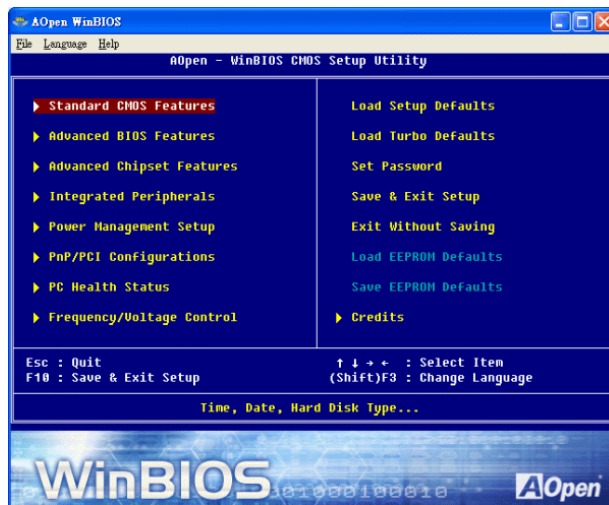 AOpen WinBIOS
File Language Help
AOpen - WinBIOS CMOS Setup Utility
Standard CMOS Features
Advanced BIOS Features
Advanced Chipset Features
Integrated Peripherals
Power Management Setup
PnP/PCI Configurations
PC Health Status
Frequency/Voltage Control
Load Setup Defaults
Load Turbo Defaults
Set Password
Save & Exit Setup
Exit Without Saving
Load EEPROM Defaults
Save EEPROM Defaults
Credits
Esc : Quit
F10 : Save & Exit Setup
↑ ↓ → ← : Select Item
(Shift)F3 : Change Language
Time, Date, Hard Disk Type...
WinBIOS
AOpen